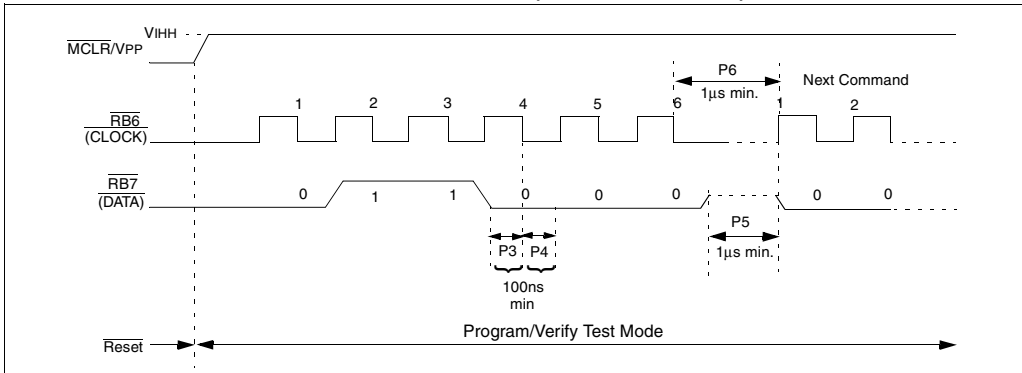 VIHH
MCLR/VPP
P6
1µs min.
Next Command
1 2 3 4 5 6 1 2
RB6
(CLOCK)
RB7
(DATA)
0 1 1 0 0 0 0 0
P3 P4
100ns
min
P5
1µs min.
Program/Verify Test Mode
Reset